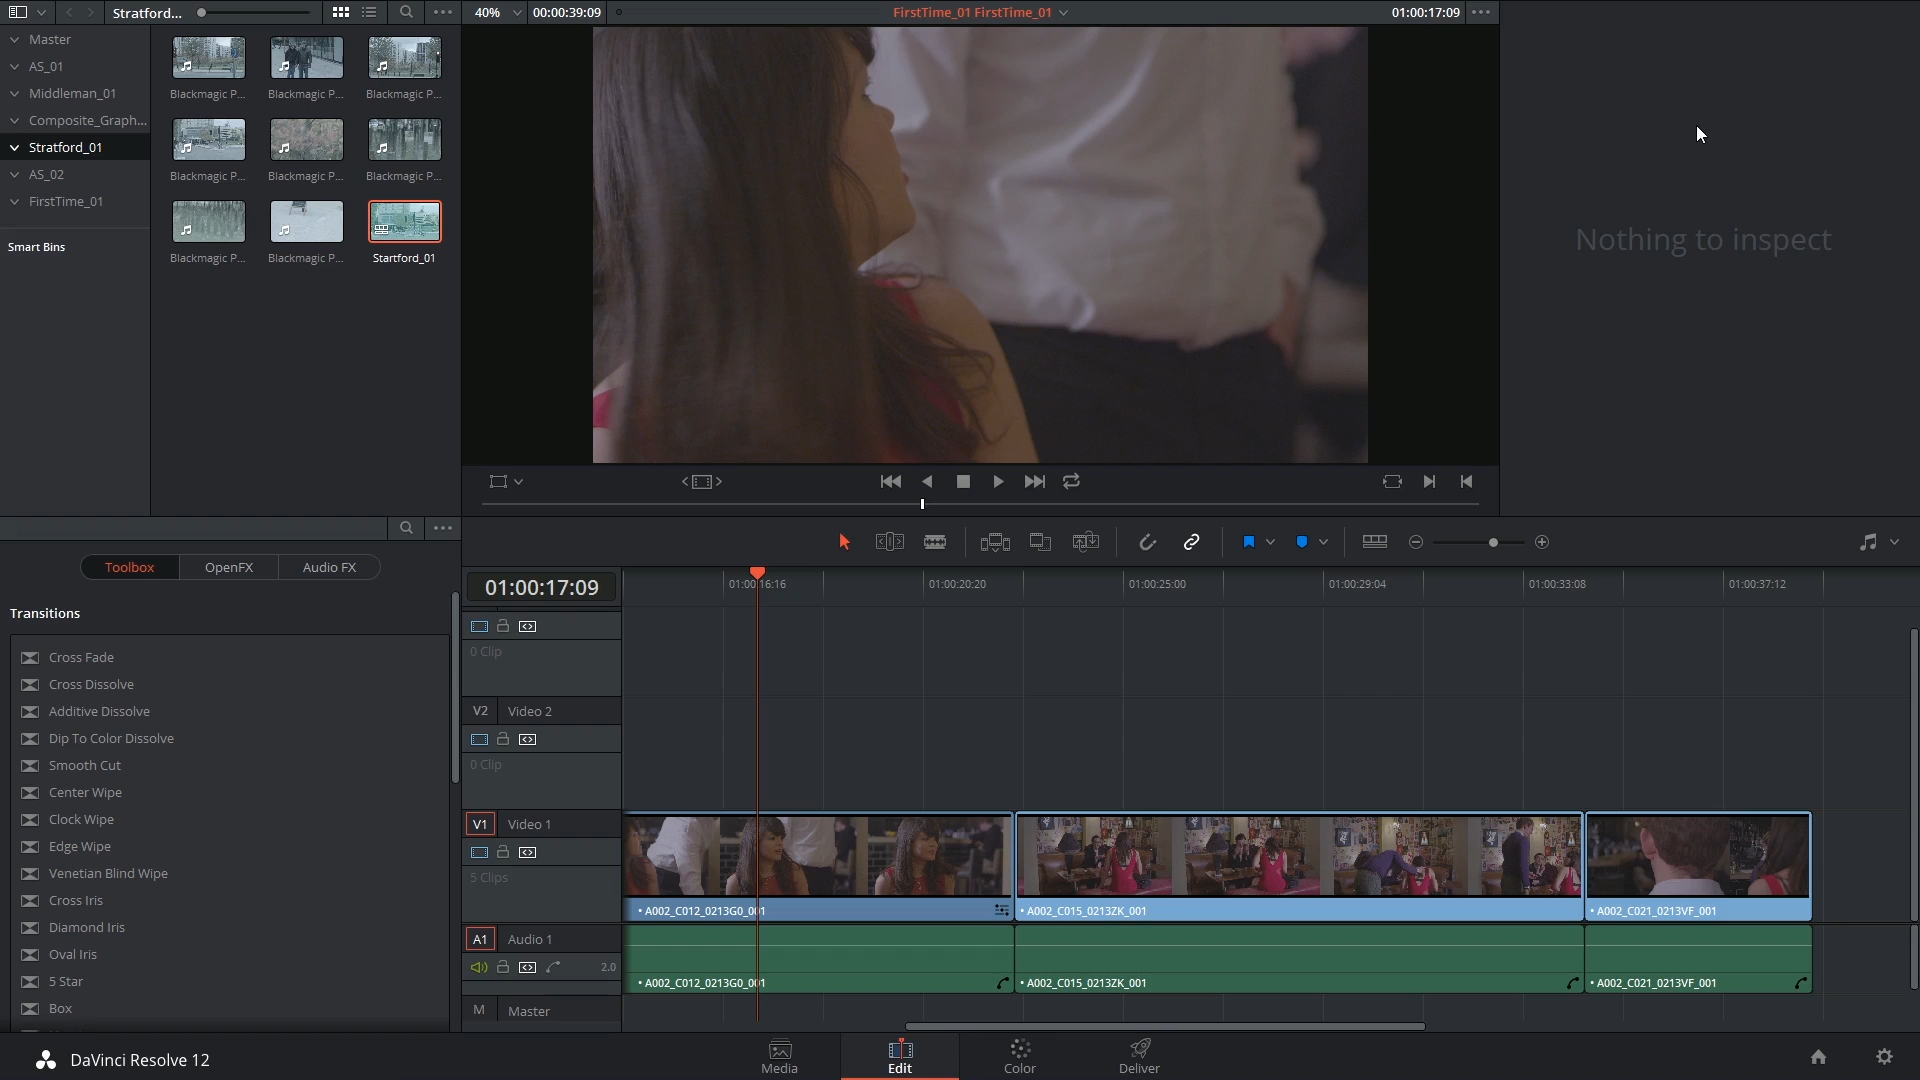 Stratford...
40%
00:00:39:09
FirstTime_01 FirstTime_01
01:00:17:09
Master
AS_01
Middleman_01
Composite_Graph...
Stratford_01
AS_02
FirstTime_01
Smart Bins
Blackmagic P...
Blackmagic P...
Blackmagic P...
Blackmagic P...
Blackmagic P...
Blackmagic P...
Blackmagic P...
Blackmagic P...
Startford_01
Nothing to inspect
Toolbox
OpenFX
Audio FX
Transitions
Cross Fade
Cross Dissolve
Additive Dissolve
Dip To Color Dissolve
Smooth Cut
Center Wipe
Clock Wipe
Edge Wipe
Venetian Blind Wipe
Cross Iris
Diamond Iris
Oval Iris
5 Star
Box
01:00:17:09
01:00:16:16
01:00:20:20
01:00:25:00
01:00:29:04
01:00:33:08
01:00:37:12
0 Clip
V2 Video 2
0 Clip
V1 Video 1
5 Clips
• A002_C012_0213G0_001
• A002_C015_0213ZK_001
• A002_C021_0213VF_001
A1 Audio 1
2.0
• A002_C012_0213G0_001
• A002_C015_0213ZK_001
• A002_C021_0213VF_001
M Master
DaVinci Resolve 12
Media
Edit
Color
Deliver